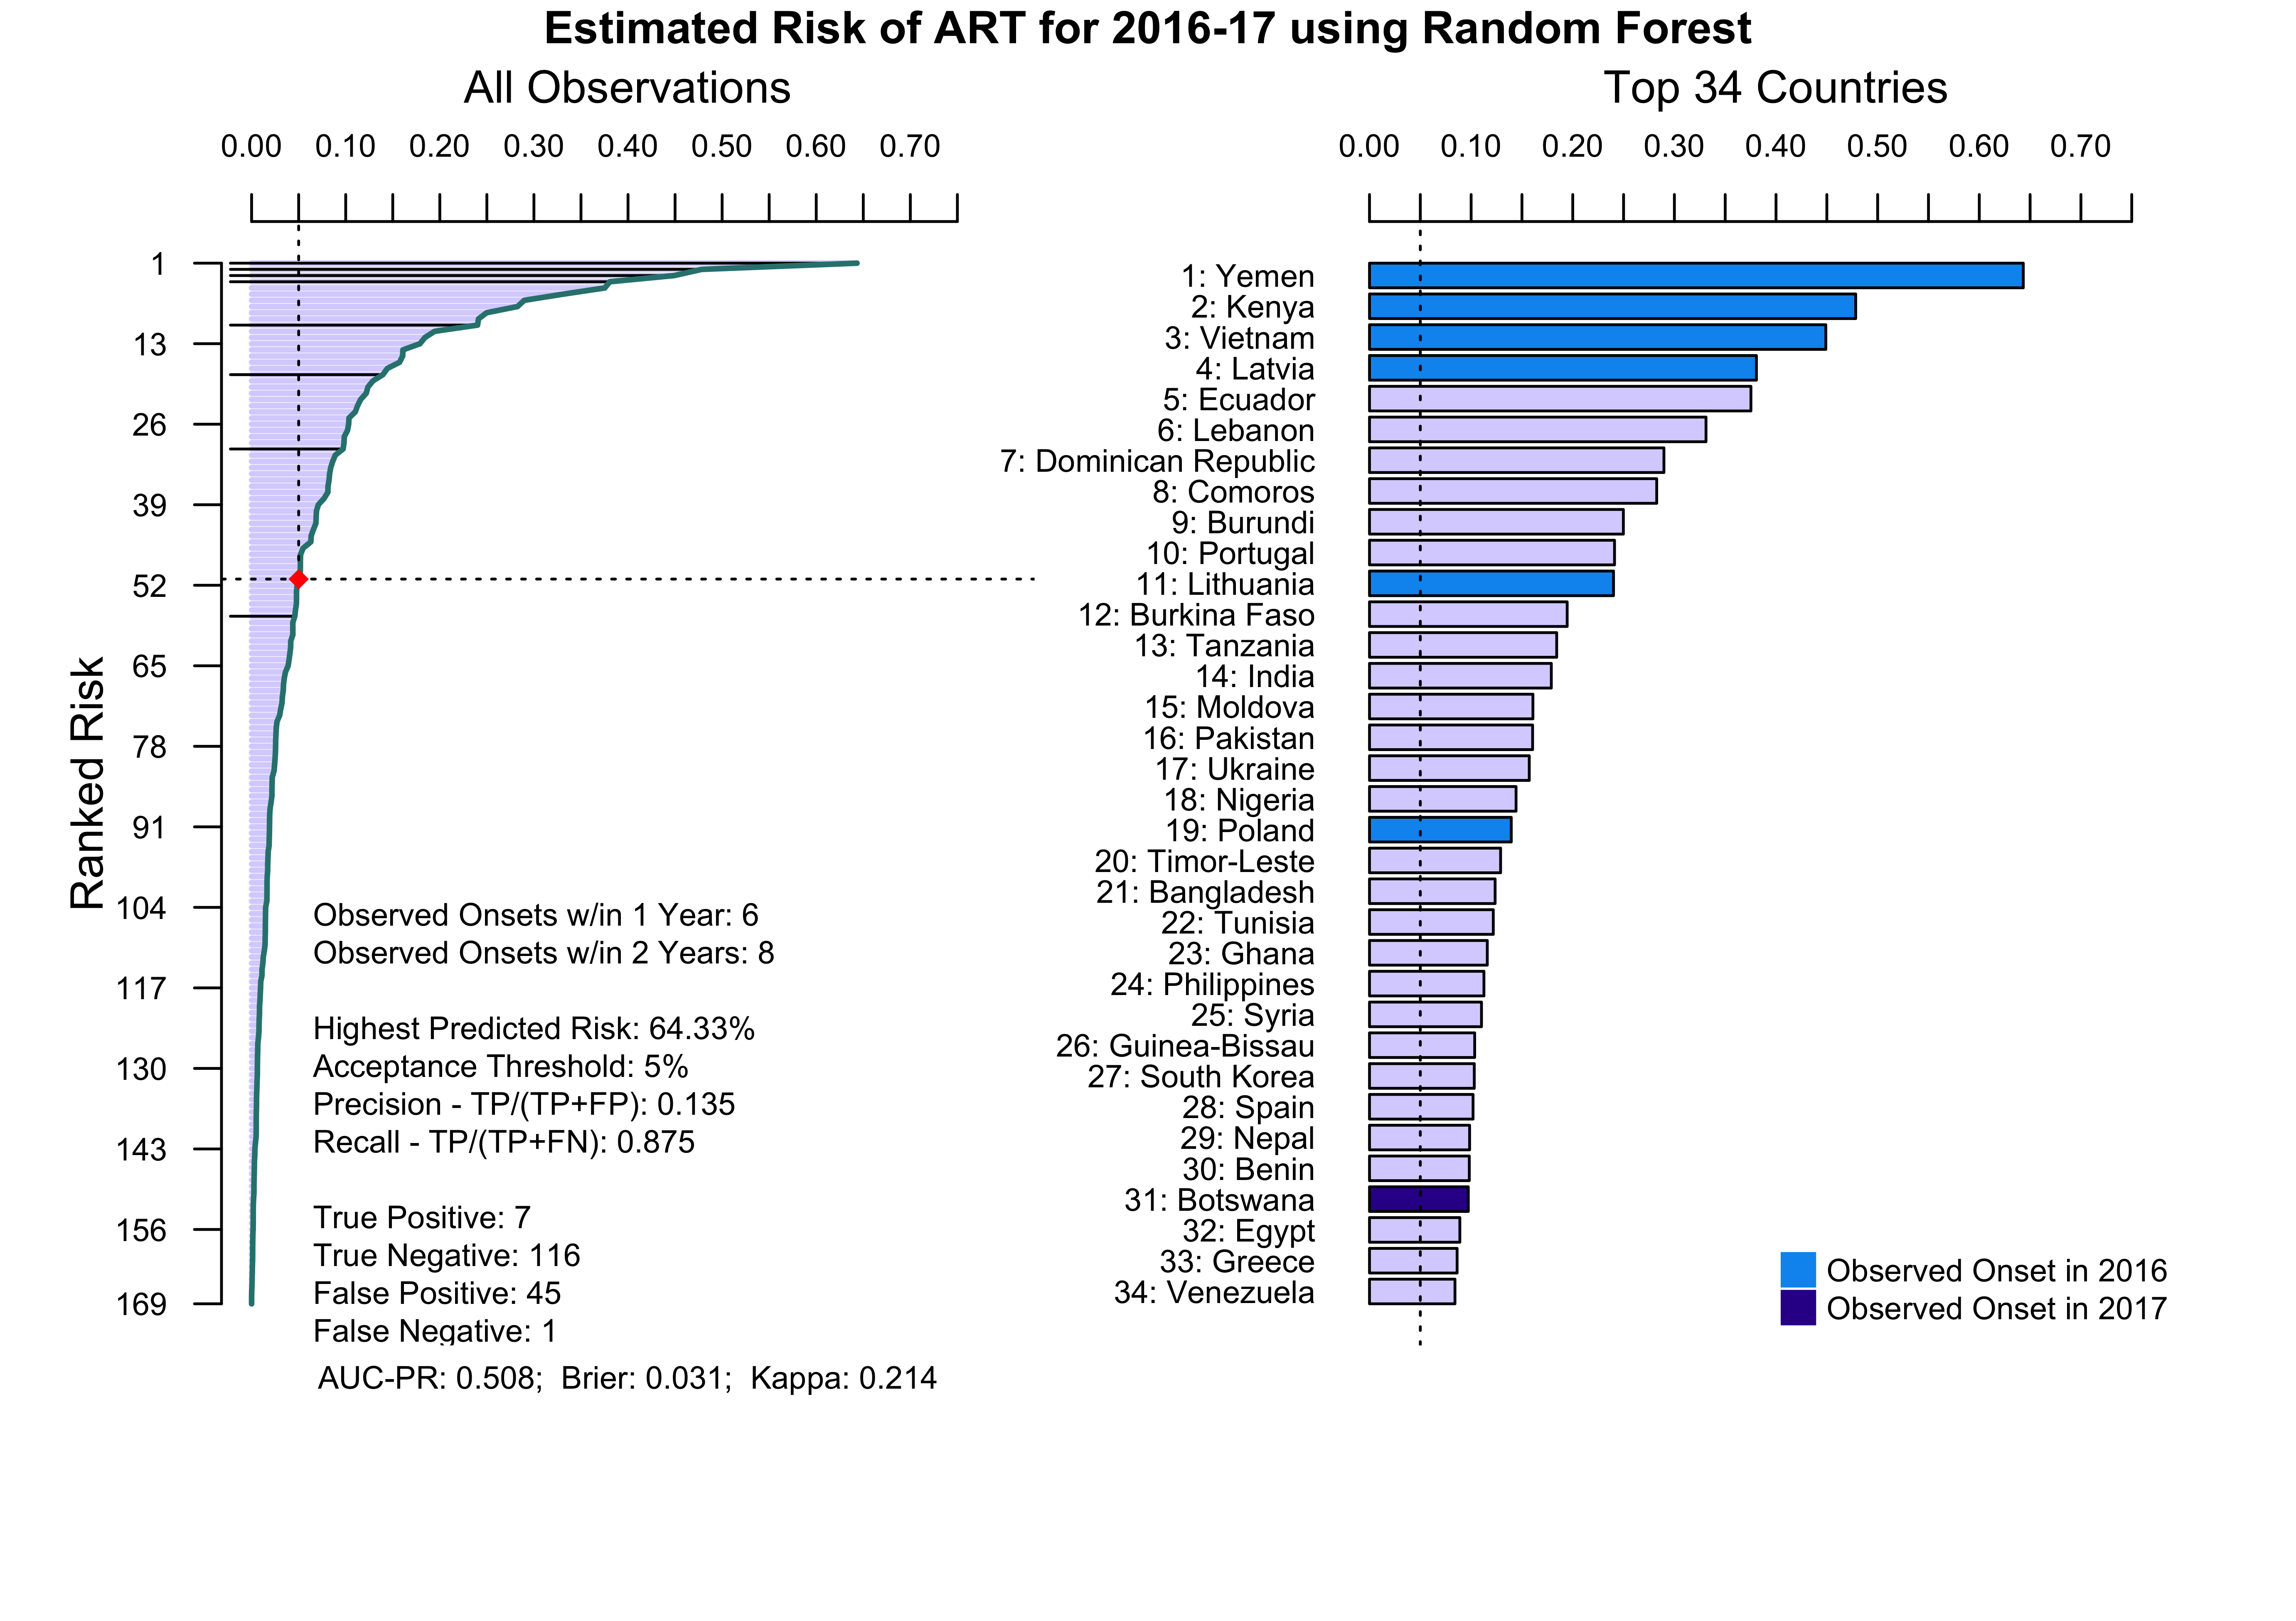 Estimated Risk of ART for 2016-17 using Random Forest
All Observations
0.00 0.10 0.20 0.30 0.40 0.50 0.60 0.70
Ranked Risk
1
13
26
39
52
65
78
91
104
117
130
143
156
169
Observed Onsets w/in 1 Year: 6
Observed Onsets w/in 2 Years: 8
Highest Predicted Risk: 64.33%
Acceptance Threshold: 5%
Precision - TP/(TP+FP): 0.135
Recall - TP/(TP+FN): 0.875
True Positive: 7
True Negative: 116
False Positive: 45
False Negative: 1
AUC-PR: 0.508; Brier: 0.031; Kappa: 0.214
Top 34 Countries
0.00 0.10 0.20 0.30 0.40 0.50 0.60 0.70
1: Yemen
2: Kenya
3: Vietnam
4: Latvia
5: Ecuador
6: Lebanon
7: Dominican Republic
8: Comoros
9: Burundi
10: Portugal
11: Lithuania
12: Burkina Faso
13: Tanzania
14: India
15: Moldova
16: Pakistan
17: Ukraine
18: Nigeria
19: Poland
20: Timor-Leste
21: Bangladesh
22: Tunisia
23: Ghana
24: Philippines
25: Syria
26: Guinea-Bissau
27: South Korea
28: Spain
29: Nepal
30: Benin
31: Botswana
32: Egypt
33: Greece
34: Venezuela
Observed Onset in 2016
Observed Onset in 2017